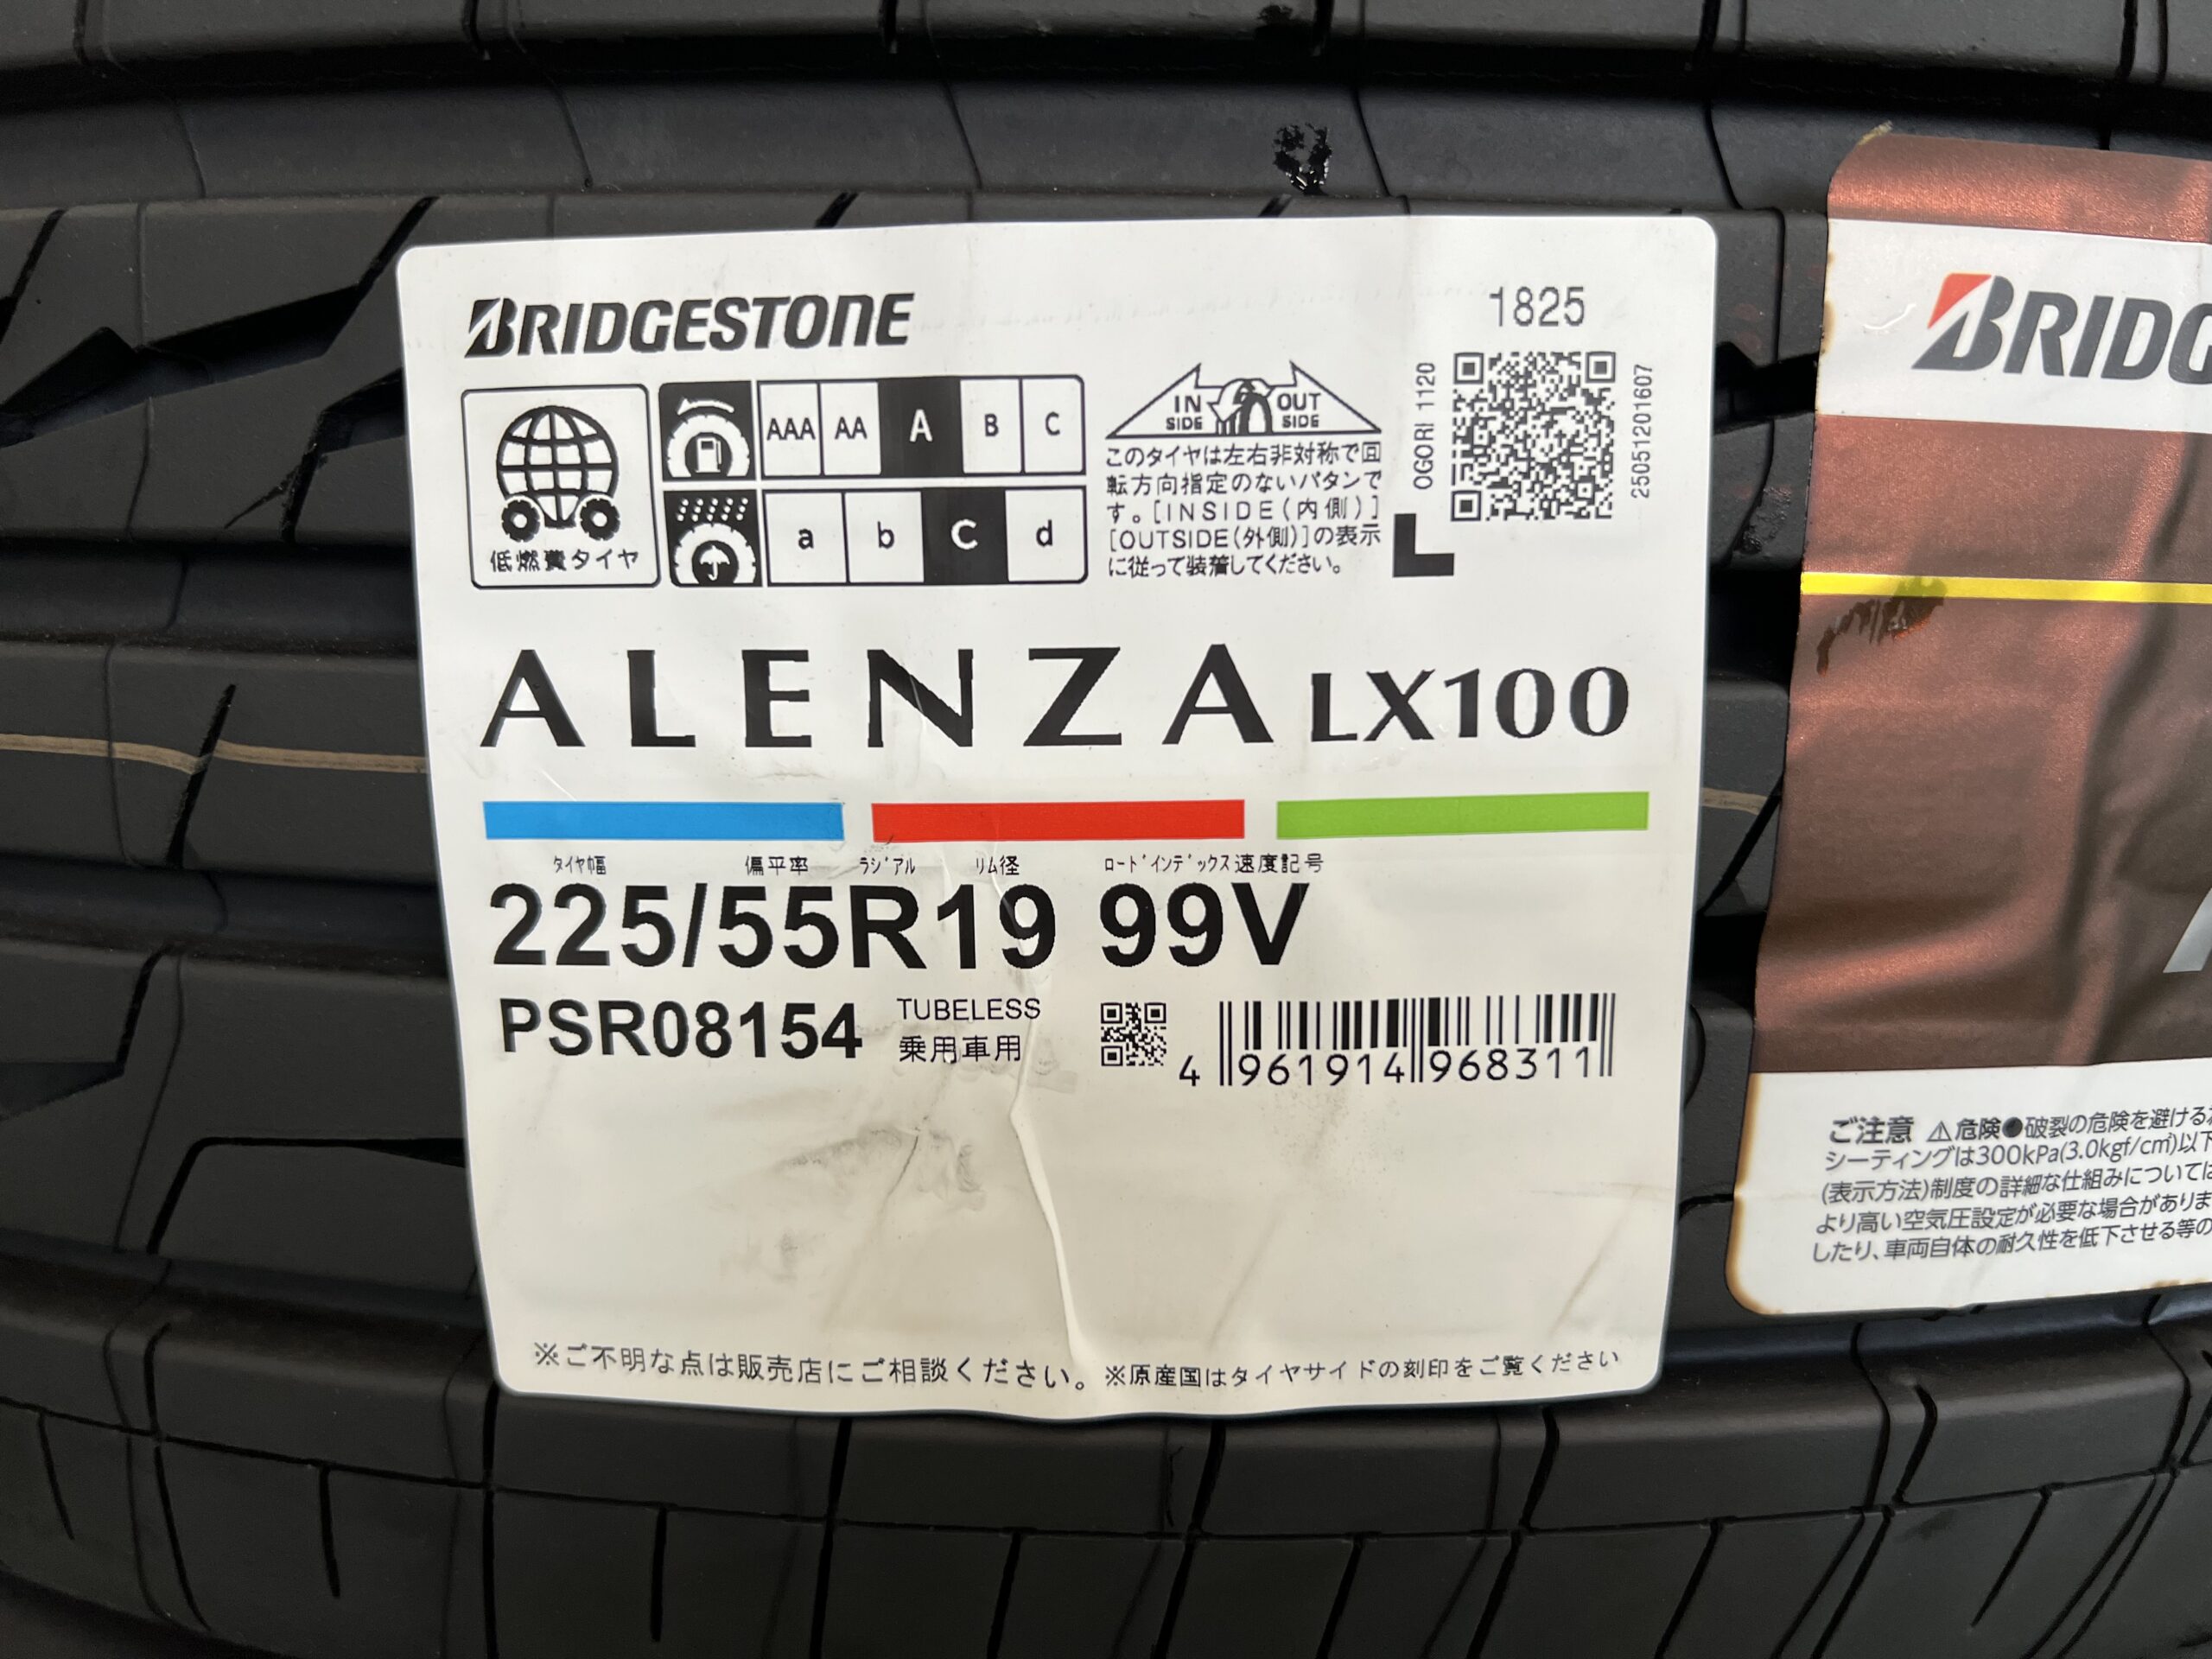 BRIDGESTONE
1825
低燃費タイヤ
AAA AA A B C
a b c d
IN SIDE OUT SIDE
このタイヤは左右非対称で回
転方向指定のないパタンで
す。[INSIDE(内側)]
[OUTSIDE(外側)]の表示
に従って装着してください。
OGORI 1120
2505120160​7
L
ALENZA LX100
タイヤ幅 偏平率 ラジアル リム径 ロードインデックス 速度記号
225/55R19 99V
PSR08154
TUBELESS
乗用車用
4 961914 968311
※ご不明な点は販売店にご相談ください。 ※原産国はタイヤサイドの刻印をご覧ください
BRIDG
ご注意 ⚠危険●破裂の危険を避ける
シーティングは300kPa(3.0kgf/c㎡)以下
(表示方法)制度の詳細な仕組みについては
より高い空気圧設定が必要な場合がありま
したり、車両自体の耐久性を低下させる等の